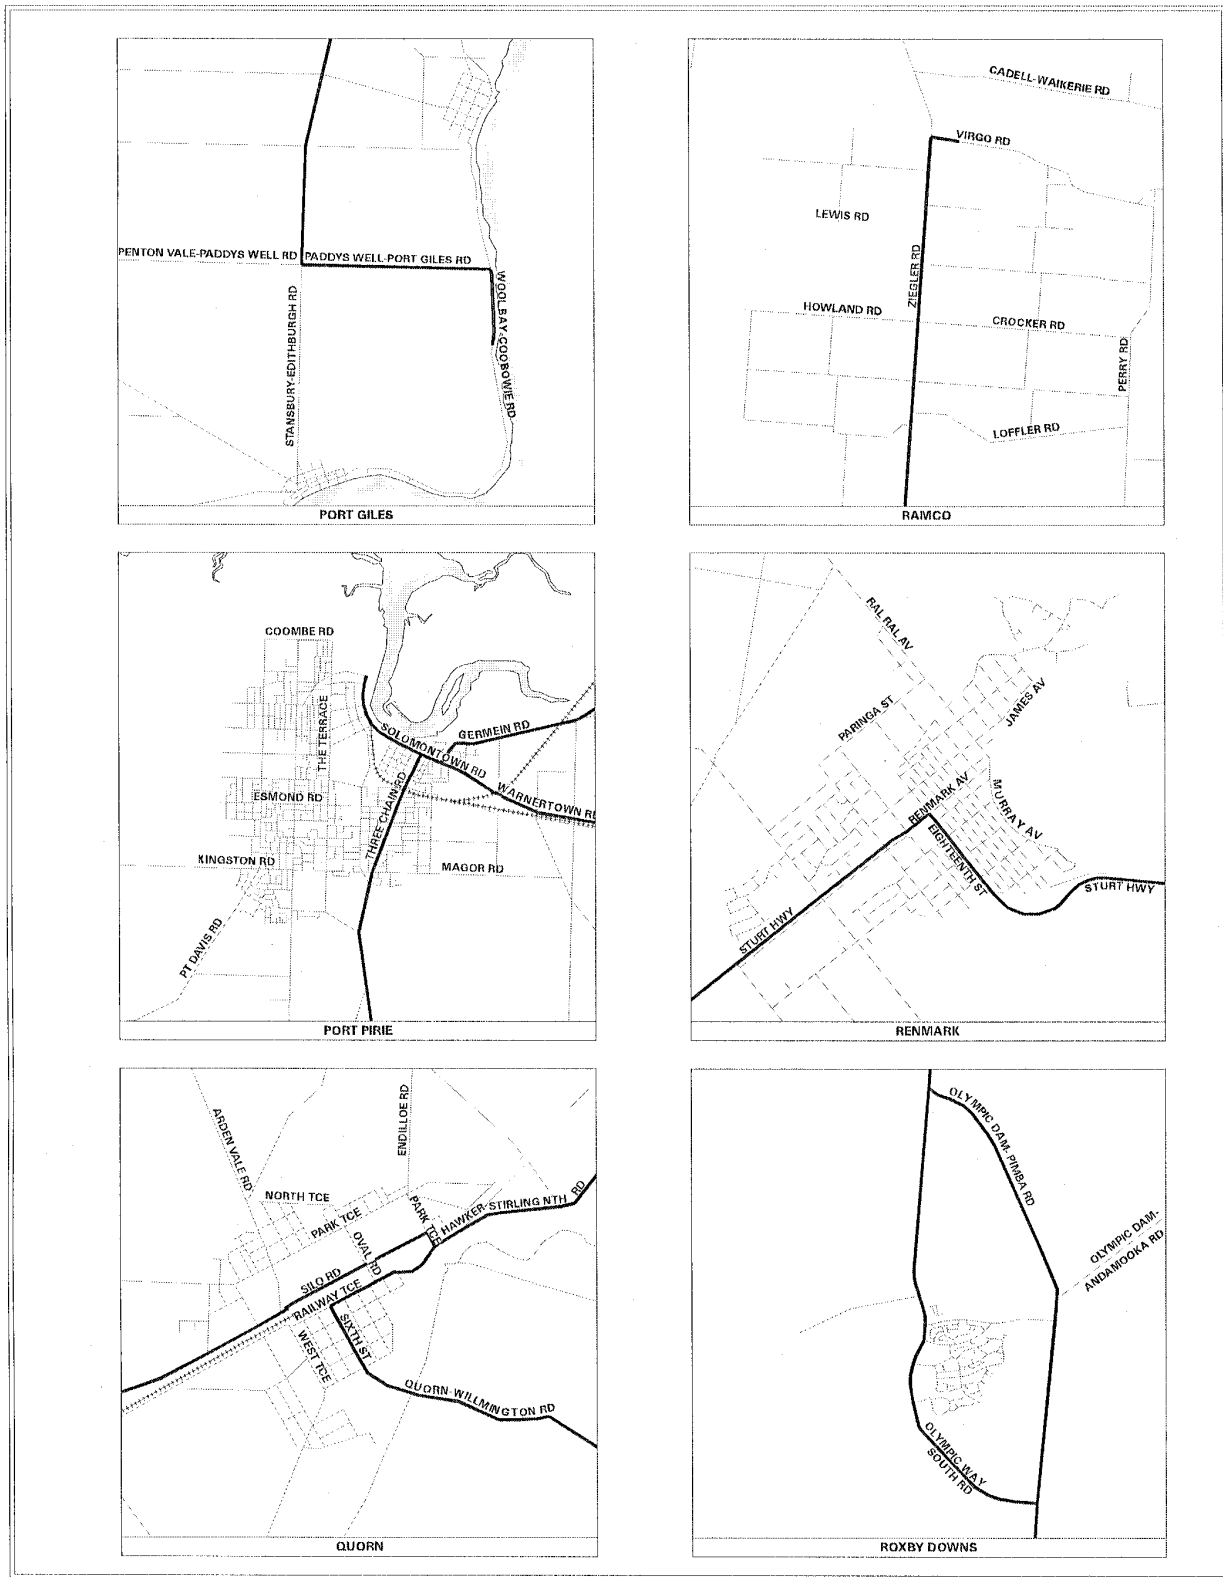 CADELL-WAIKERIE RD
VIRGO RD
LEWIS RD
ZIEGLER RD
HOWLAND RD
CROCKER RD
PERRY RD
LOFFLER RD
RAMCO
PENTON VALE-PADDYS WELL RD
PADDYS WELL-PORT GILES RD
STANSBURY-EDITHBURGH RD
WOOLBAY-COOBOWIE RD
PORT GILES
COOMBE RD
THE TERRACE
SOLOMONTOWN RD
GERMEIN RD
ESMOND RD
WARNERTOWN RD
THREE CHAIN RD
KINGSTON RD
MAGOR RD
PT DAVIS RD
PORT PIRIE
RAL RAL AV
PARINGA ST
JAMES AV
RENMARK AV
MURRAY AV
EIGHTEENTH ST
STURT HWY
STURT HWY
RENMARK
ARDEN VALE RD
ENDILLOE RD
NORTH TCE
PARK TCE
PARK TCE
HAWKER-STIRLING NTH RD
OVAL RD
SILO RD
RAILWAY TCE
SIXTH ST
WEST TCE
QUORN-WILLMINGTON RD
QUORN
OLYMPIC DAM-PIMBA RD
OLYMPIC DAM-
ANDAMOOKA RD
OLYMPIC WAY
SOUTH RD
ROXBY DOWNS